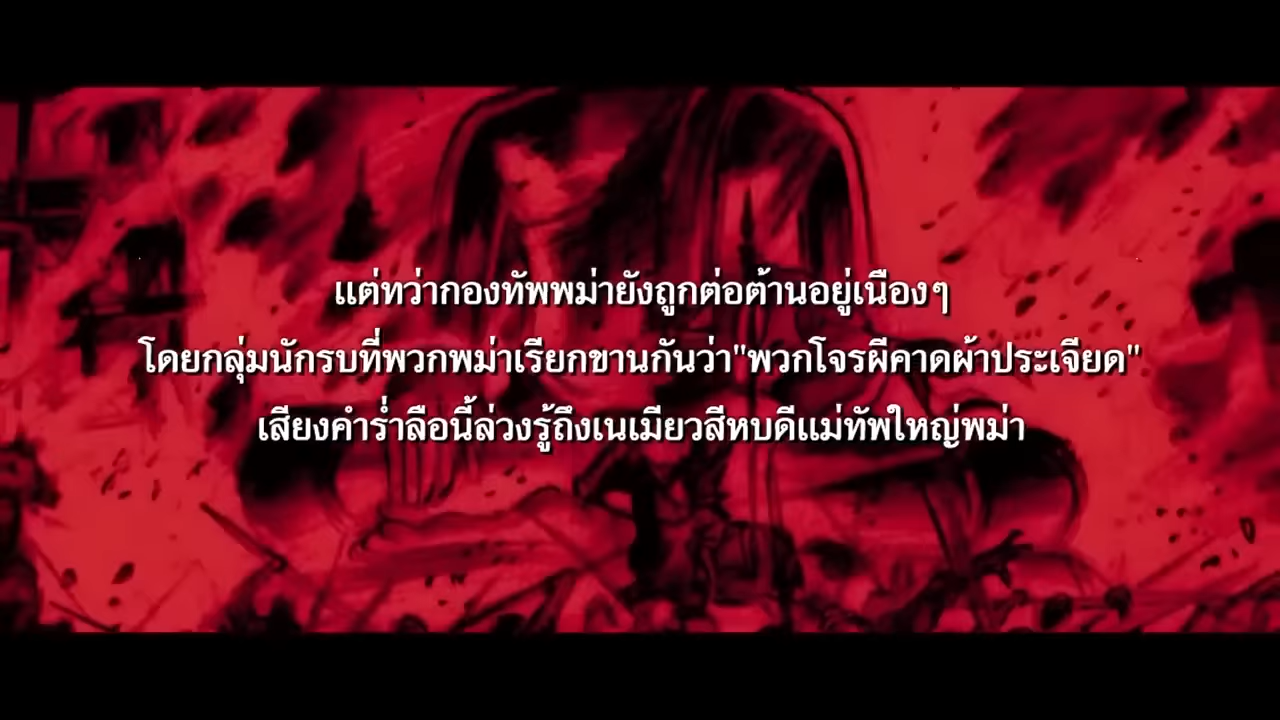 แต่ทว่ากองทัพพม่ายังถูกต่อต้านอยู่เนืองๆ
โดยกลุ่มนักรบที่พวกพม่าเรียกขานกันว่า"พวกโจรผีคาดผ้าประเจียด"
เสียงคำร่ำลือนี้ล่วงรู้ถึงเนเมียวสีหบดีแม่ทัพใหญ่พม่า